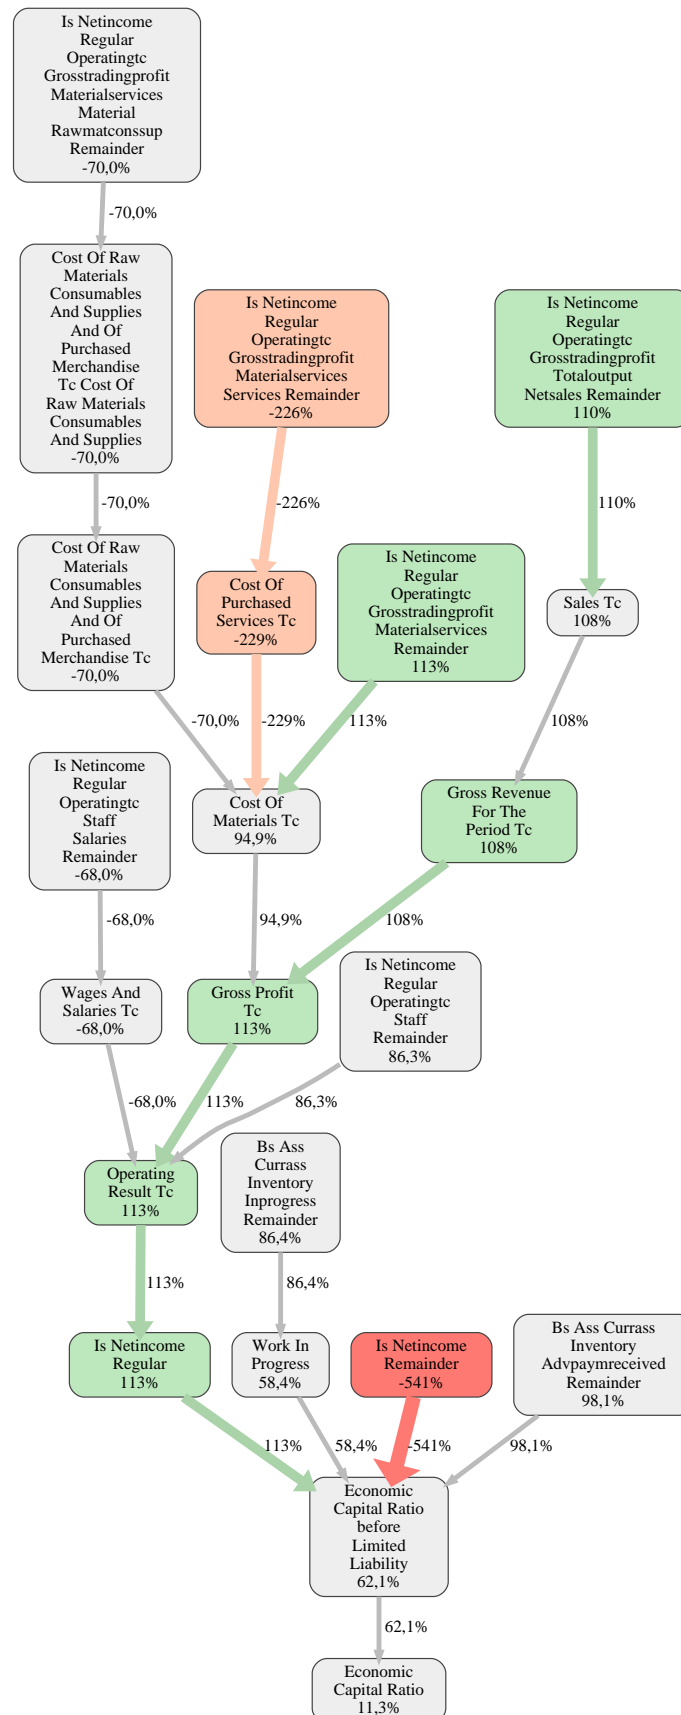 Is Netincome
Regular
Operatingtc
Grosstradingprofit
Materialservices
Material
Rawmatconssup
Remainder
-70,0%
-70,0%
Cost Of Raw
Materials
Consumables
And Supplies
And Of
Purchased
Merchandise
Tc Cost Of
Raw Materials
Consumables
And Supplies
-70,0%
Is Netincome
Regular
Operatingtc
Grosstradingprofit
Materialservices
Services Remainder
-226%
Is Netincome
Regular
Operatingtc
Grosstradingprofit
Totaloutput
Netsales Remainder
110%
-70,0%
-226%
110%
Cost Of Raw
Materials
Consumables
And Supplies
And Of
Purchased
Merchandise Tc
-70,0%
Cost Of
Purchased
Services Tc
-229%
Is Netincome
Regular
Operatingtc
Grosstradingprofit
Materialservices
Remainder
113%
Sales Tc
108%
-70,0%
-229%
113%
108%
Is Netincome
Regular
Operatingtc
Staff
Salaries
Remainder
-68,0%
Cost Of
Materials Tc
94,9%
Gross Revenue
For The
Period Tc
108%
-68,0%
94,9%
108%
Wages And
Salaries Tc
-68,0%
Gross Profit
Tc
113%
Is Netincome
Regular
Operatingtc
Staff
Remainder
86,3%
-68,0%
113%
86,3%
Operating
Result Tc
113%
Bs Ass
Currass
Inventory
Inprogress
Remainder
86,4%
113%
86,4%
Is Netincome
Regular
113%
Work In
Progress
58,4%
Is Netincome
Remainder
-541%
Bs Ass Currass
Inventory
Advpaymreceived
Remainder
98,1%
113%
58,4%
-541%
98,1%
Economic
Capital Ratio
before
Limited
Liability
62,1%
62,1%
Economic
Capital Ratio
11,3%